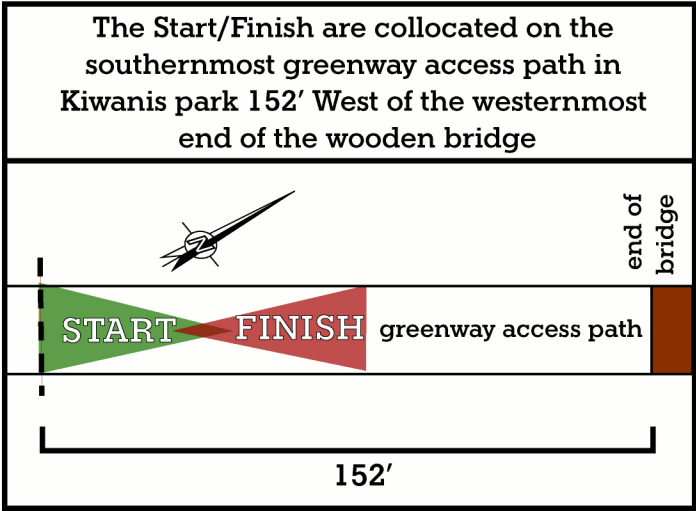 The Start/Finish are collocated on the
southernmost greenway access path in
Kiwanis park 152′ West of the westernmost
end of the wooden bridge
end of
bridge
N
START
FINISH
greenway access path
152′